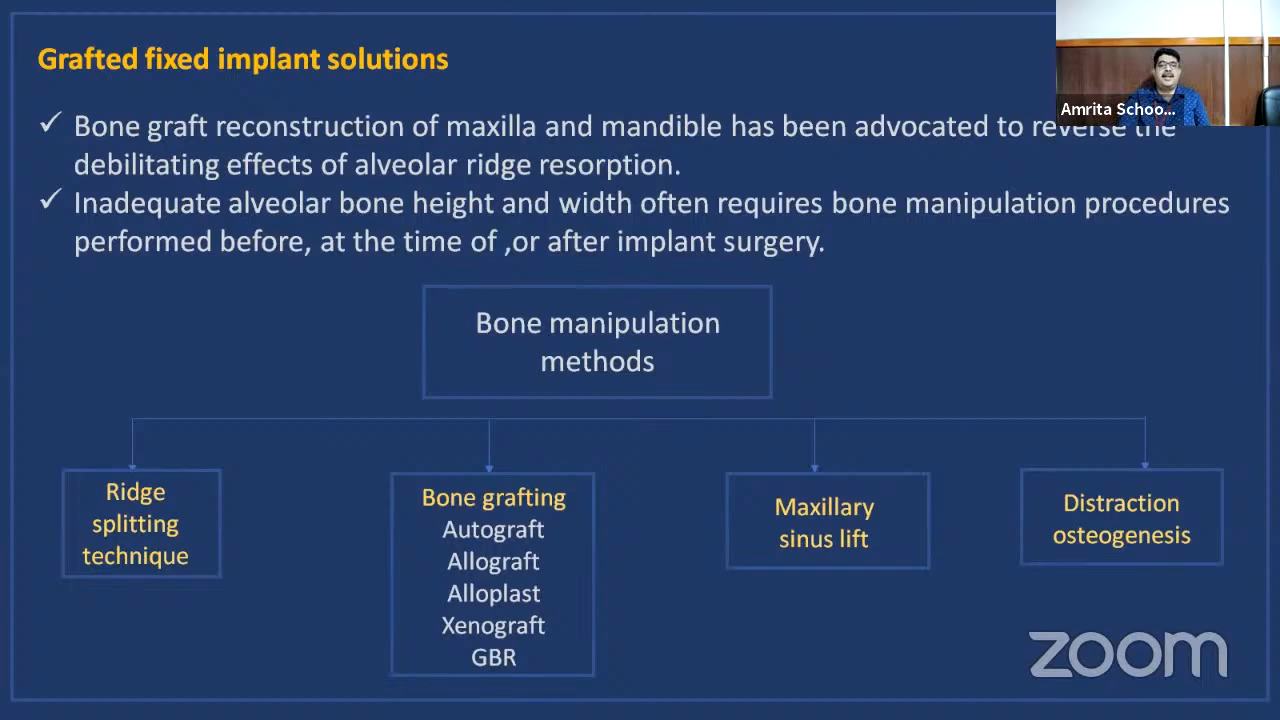 Grafted fixed implant solutions
Amrita Schoo...
✓ Bone graft reconstruction of maxilla and mandible has been advocated to reverse the
debilitating effects of alveolar ridge resorption.
✓ Inadequate alveolar bone height and width often requires bone manipulation procedures
performed before, at the time of ,or after implant surgery.
Bone manipulation
methods
Ridge
splitting
technique
Bone grafting
Autograft
Allograft
Alloplast
Xenograft
GBR
Maxillary
sinus lift
Distraction
osteogenesis
zoom